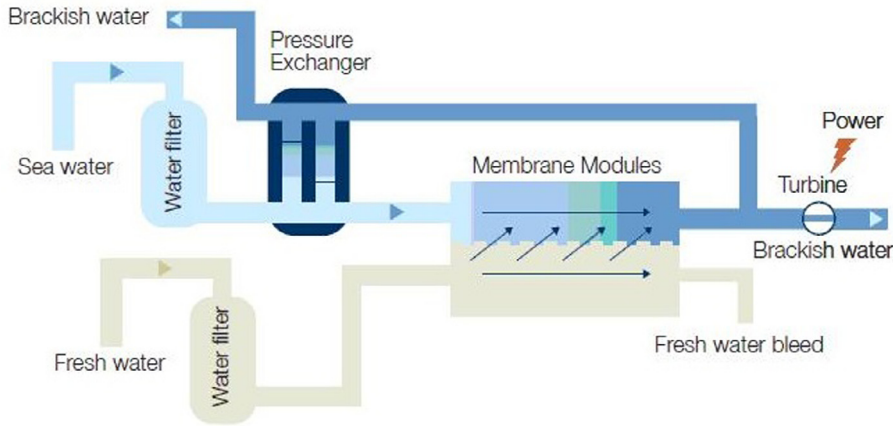 Brackish water
Pressure
Exchanger
Sea water
Water filter
Membrane Modules
Power
Turbine
Brackish water
Fresh water
Water filter
Fresh water bleed